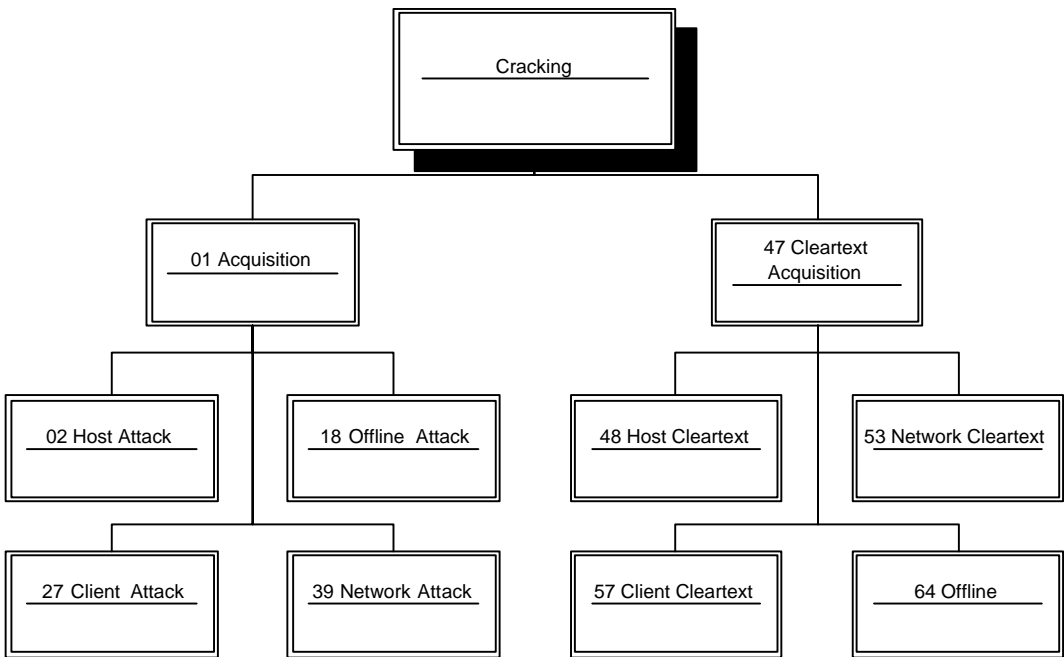 Cracking
01 Acquisition
47 Cleartext
Acquisition
02 Host Attack
18 Offline Attack
48 Host Cleartext
53 Network Cleartext
27 Client Attack
39 Network Attack
57 Client Cleartext
64 Offline